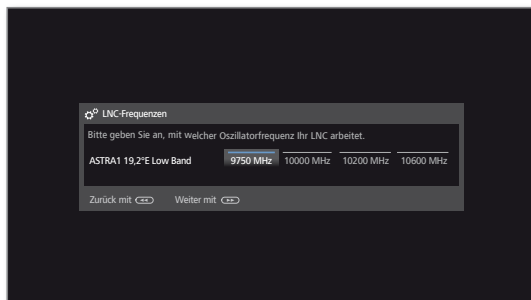 LNC-Frequenzen
Bitte geben Sie an, mit welcher Oszillatorfrequenz Ihr LNC arbeitet.
ASTRA1 19,2°E Low Band 9750 MHz 10000 MHz 10200 MHz 10600 MHz
Zurück mit Weiter mit